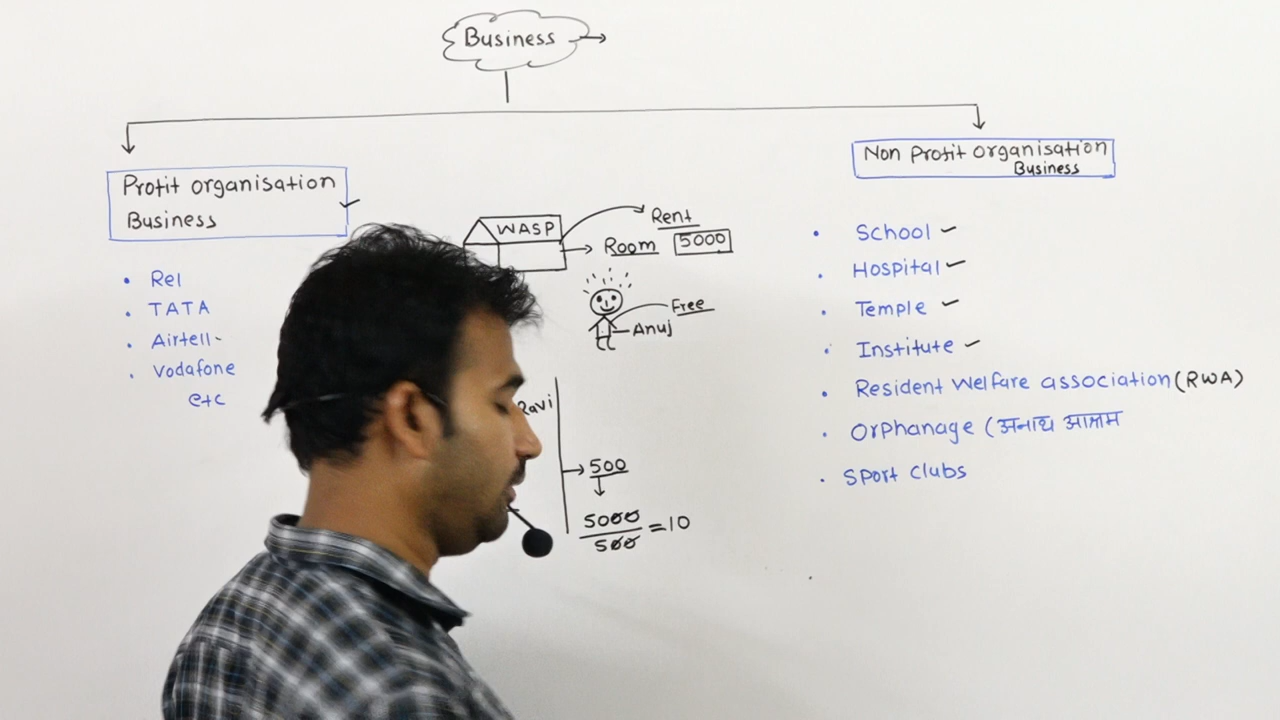 Business
Profit organisation
Business
Rel
TATA
Airtell
Vodafone
etc
WASP
Rent
Room 5000
Free
Anuj
Ravi
500
5000
500
=10
Non Profit organisation
Business
School
Hospital
Temple
Institute
Resident Welfare association (RWA)
Orphanage (अनाथ आश्रम
Sport clubs